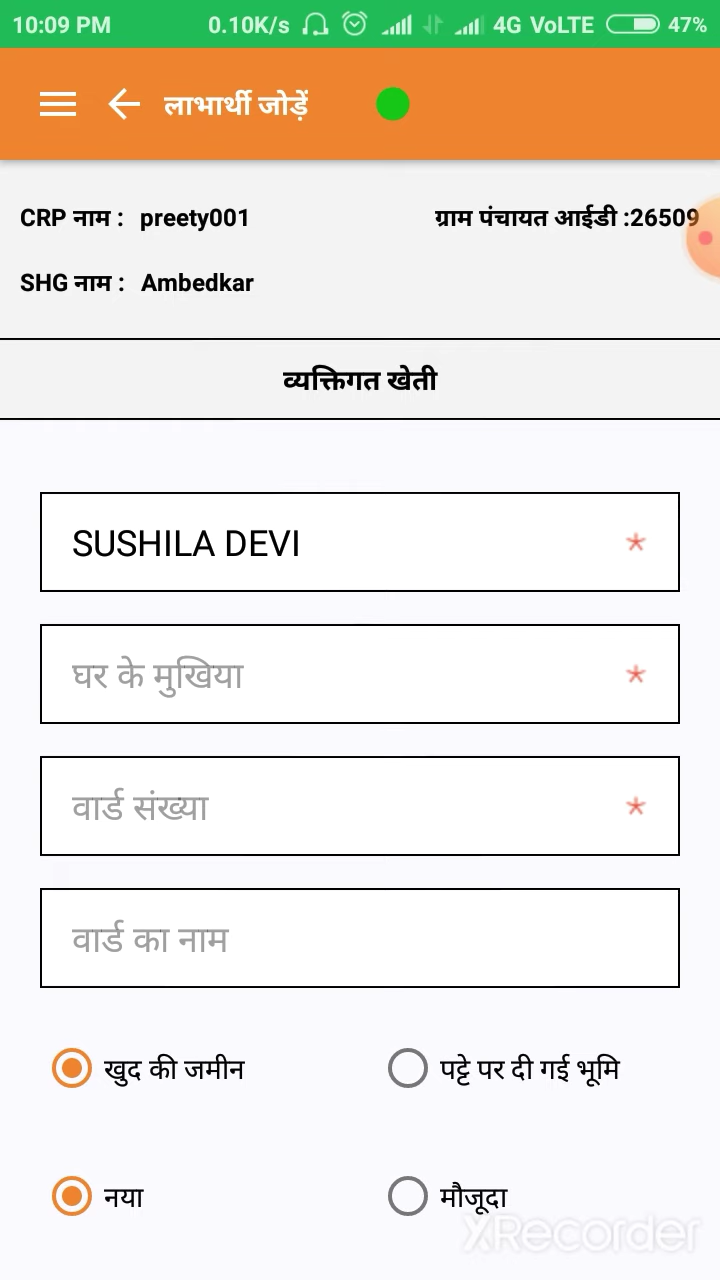 10:09 PM 0.10K/s 4G VoLTE 47%
लाभार्थी जोड़ें
CRP नाम : preety001 ग्राम पंचायत आईडी :26509
SHG नाम : Ambedkar
व्यक्तिगत खेती
SUSHILA DEVI *
घर के मुखिया *
वार्ड संख्या *
वार्ड का नाम
खुद की जमीन पट्टे पर दी गई भूमि
नया मौजूदा
XRecorder